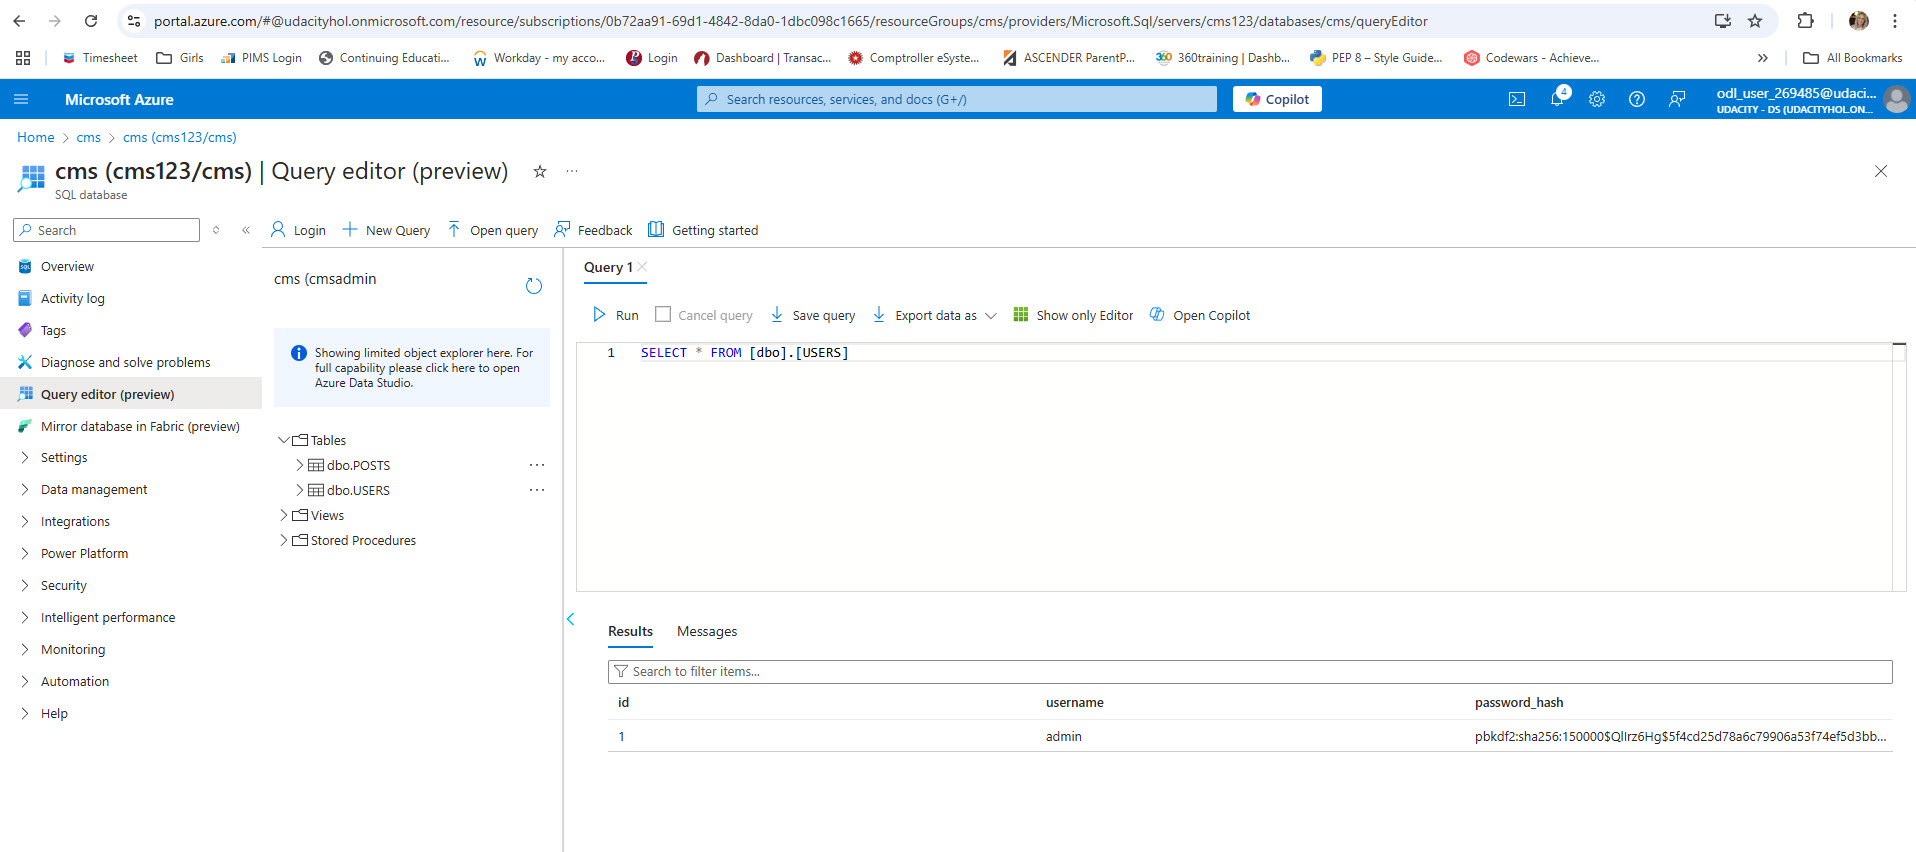 portal.azure.com/#@udacityhol.onmicrosoft.com/resource/subscriptions/0b72aa91-69d1-4842-8da0-1dbc098c1665/resourceGroups/cms/providers/Microsoft.Sql/servers/cms123/databases/cms/queryEditor
Timesheet Girls PIMS Login Continuing Educati... Workday - my acco... Login Dashboard | Transac... Comptroller eSyste... ASCENDER ParentP... 360training | Dashb... PEP 8 – Style Guide... Codewars - Achieve... » All Bookmarks
Microsoft Azure
Search resources, services, and docs (G+/)
Copilot
4
odl_user_269485@udaci...
UDACITY - DS (UDACITYHOL.ON...
Home > cms > cms (cms123/cms)
cms (cms123/cms) | Query editor (preview)
SQL database
Search
Login New Query Open query Feedback Getting started
Overview
Activity log
Tags
Diagnose and solve problems
Query editor (preview)
Mirror database in Fabric (preview)
Settings
Data management
Integrations
Power Platform
Security
Intelligent performance
Monitoring
Automation
Help
cms (cmsadmin
Showing limited object explorer here. For
full capability please click here to open
Azure Data Studio.
Tables
dbo.POSTS
dbo.USERS
Views
Stored Procedures
Query 1
Run Cancel query Save query Export data as Show only Editor Open Copilot
1 SELECT * FROM [dbo].[USERS]
Results Messages
Search to filter items...
id username password_hash
1 admin pbkdf2:sha256:150000$QlIrz6Hg$5f4cd25d78a6c79906a53f74ef5d3bb...